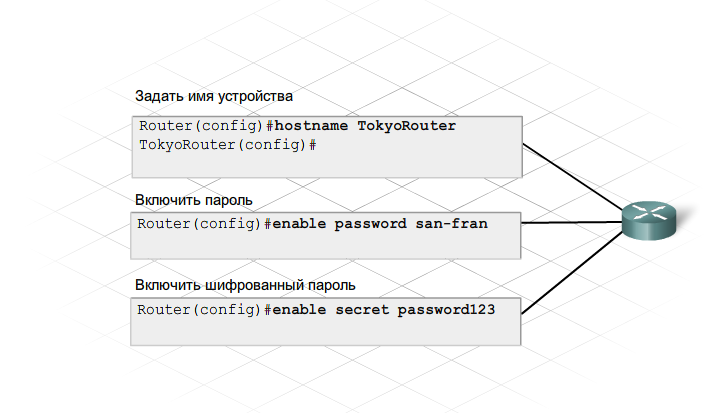 Задать имя устройства
Router(config)#hostname TokyoRouter
TokyoRouter(config)#
Включить пароль
Router(config)#enable password san-fran
Включить шифрованный пароль
Router(config)#enable secret password123